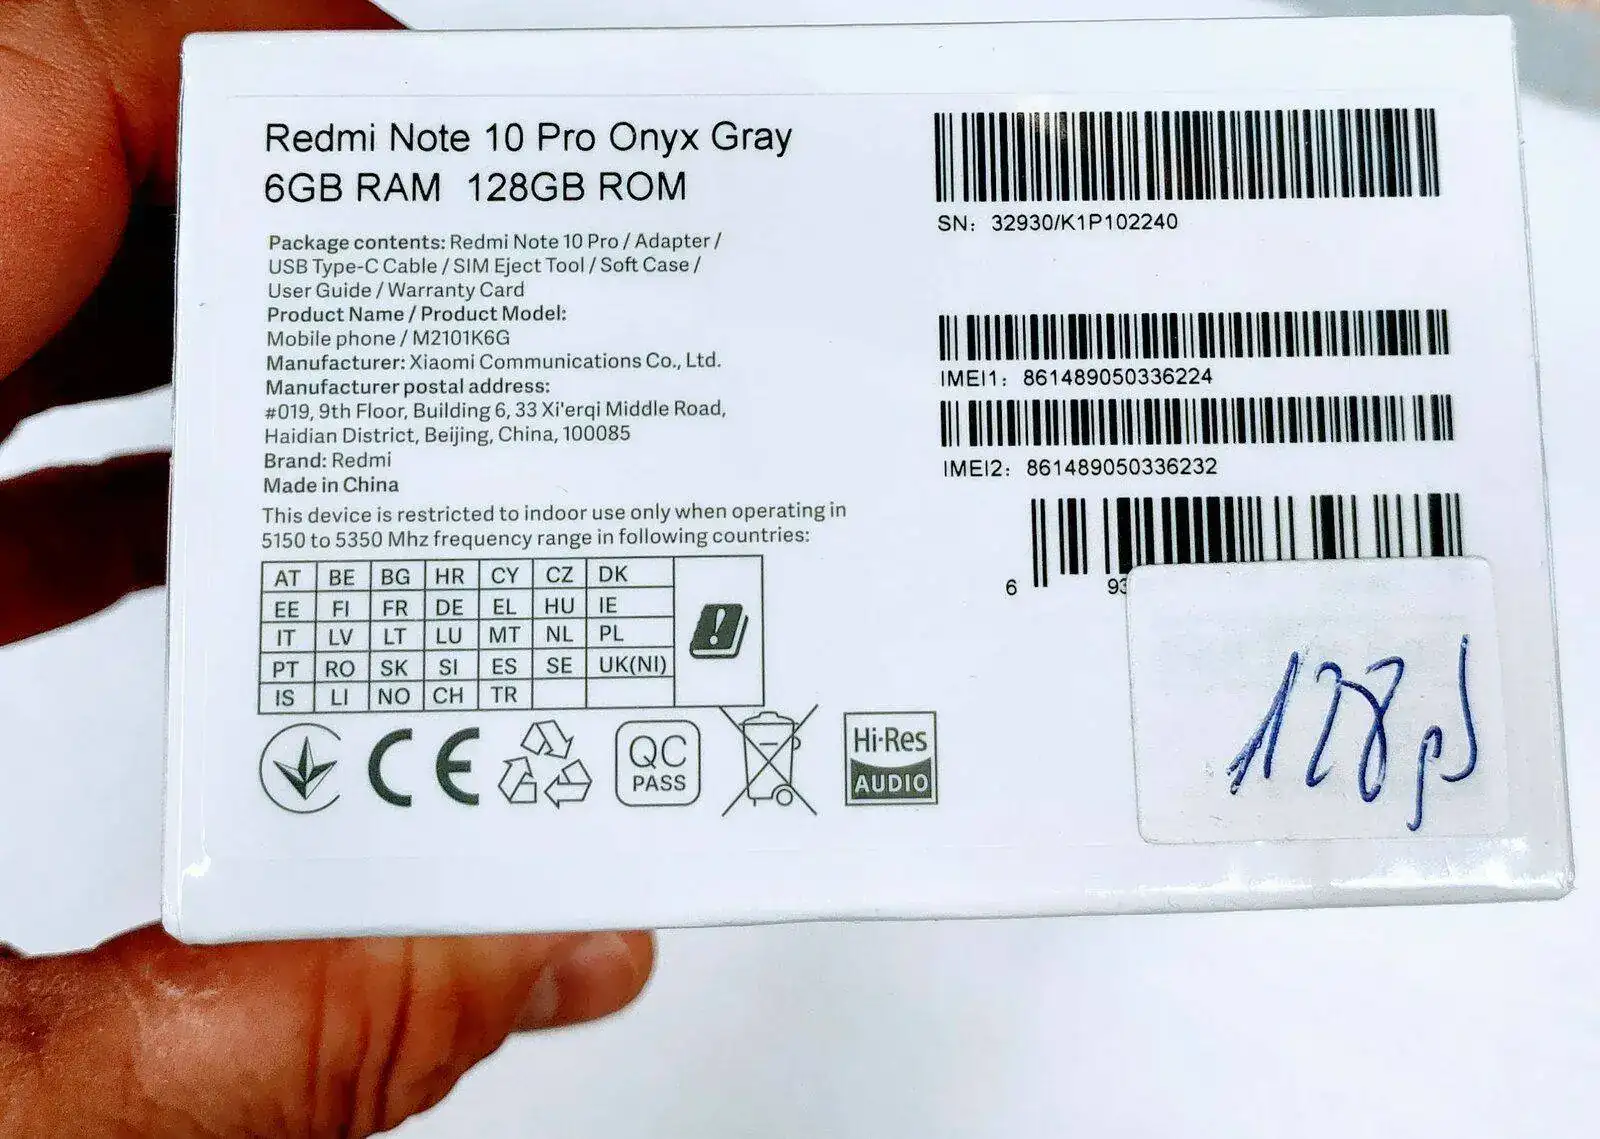 Redmi Note 10 Pro Onyx Gray
6GB RAM 128GB ROM
Package contents: Redmi Note 10 Pro / Adapter /
USB Type-C Cable / SIM Eject Tool / Soft Case /
User Guide / Warranty Card
Product Name / Product Model:
Mobile phone / M2101K6G
Manufacturer: Xiaomi Communications Co., Ltd.
Manufacturer postal address:
#019, 9th Floor, Building 6, 33 Xi'erqi Middle Road,
Haidian District, Beijing, China, 100085
Brand: Redmi
Made in China
This device is restricted to indoor use only when operating in
5150 to 5350 Mhz frequency range in following countries:
AT BE BG HR CY CZ DK
EE FI FR DE EL HU IE
IT LV LT LU MT NL PL
PT RO SK SI ES SE UK(NI)
IS LI NO CH TR
CE
QC
PASS
Hi-Res
AUDIO
SN: 32930/K1P102240
IMEI1: 861489050336224
IMEI2: 861489050336232
6 93
128